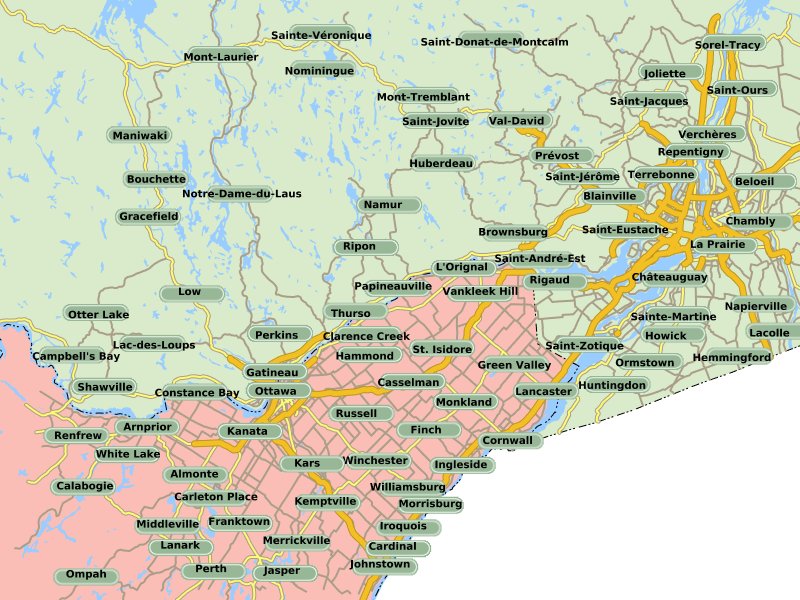 Sainte-Véronique
Saint-Donat-de-Montcalm
Sorel-Tracy
Mont-Laurier
Nominingue
Joliette
Saint-Ours
Mont-Tremblant
Saint-Jacques
Saint-Jovite
Val-David
Maniwaki
Verchères
Repentigny
Prévost
Huberdeau
Saint-Jérôme
Terrebonne
Bouchette
Beloeil
Notre-Dame-du-Laus
Blainville
Namur
Gracefield
Chambly
Brownsburg
Saint-Eustache
La Prairie
Ripon
Saint-André-Est
L'Orignal
Rigaud
Châteauguay
Papineauville
Low
Vankleek Hill
Napierville
Otter Lake
Thurso
Sainte-Martine
Perkins
Clarence Creek
Howick
Lacolle
Lac-des-Loups
Saint-Zotique
Campbell's Bay
Hammond
St. Isidore
Hemmingford
Green Valley
Ormstown
Gatineau
Shawville
Casselman
Huntingdon
Constance Bay
Ottawa
Lancaster
Monkland
Russell
Arnprior
Kanata
Finch
Renfrew
Cornwall
White Lake
Winchester
Kars
Ingleside
Almonte
Calabogie
Williamsburg
Carleton Place
Kemptville
Morrisburg
Middleville
Franktown
Iroquois
Merrickville
Lanark
Cardinal
Johnstown
Perth
Jasper
Ompah